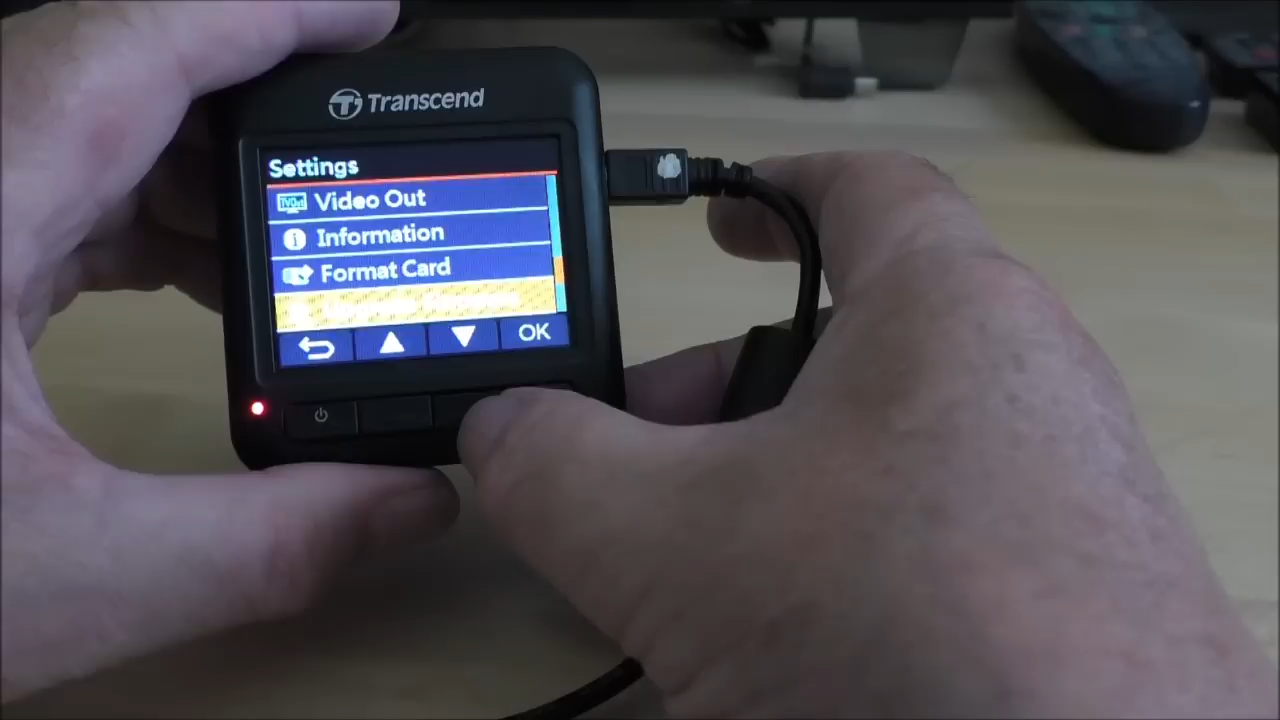 Transcend
Settings
Video Out
Information
Format Card
OK